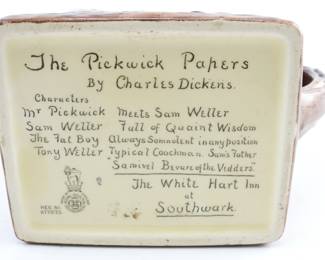 The Pickwick Papers
By Charles Dickens.
Characters
Mr Pickwick Meets Sam Weller
Sam Weller Full of Quaint Wisdom
The Fat Boy Always Somnolent in any position
Tony Weller Typical Coachman. Sam's Father
"Samivel Beware of the Vidders"
The White Hart Inn
at
Southwark.
REG. No